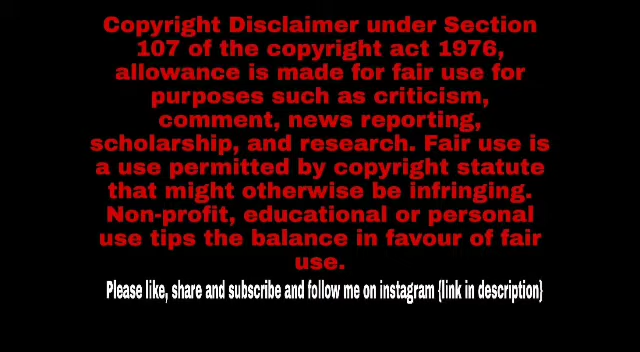 Copyright Disclaimer under Section
107 of the copyright act 1976,
allowance is made for fair use for
purposes such as criticism,
comment, news reporting,
scholarship, and research. Fair use is
a use permitted by copyright statute
that might otherwise be infringing.
Non-profit, educational or personal
use tips the balance in favour of fair
use.
Please like, share and subscribe and follow me on instagram {link in description}